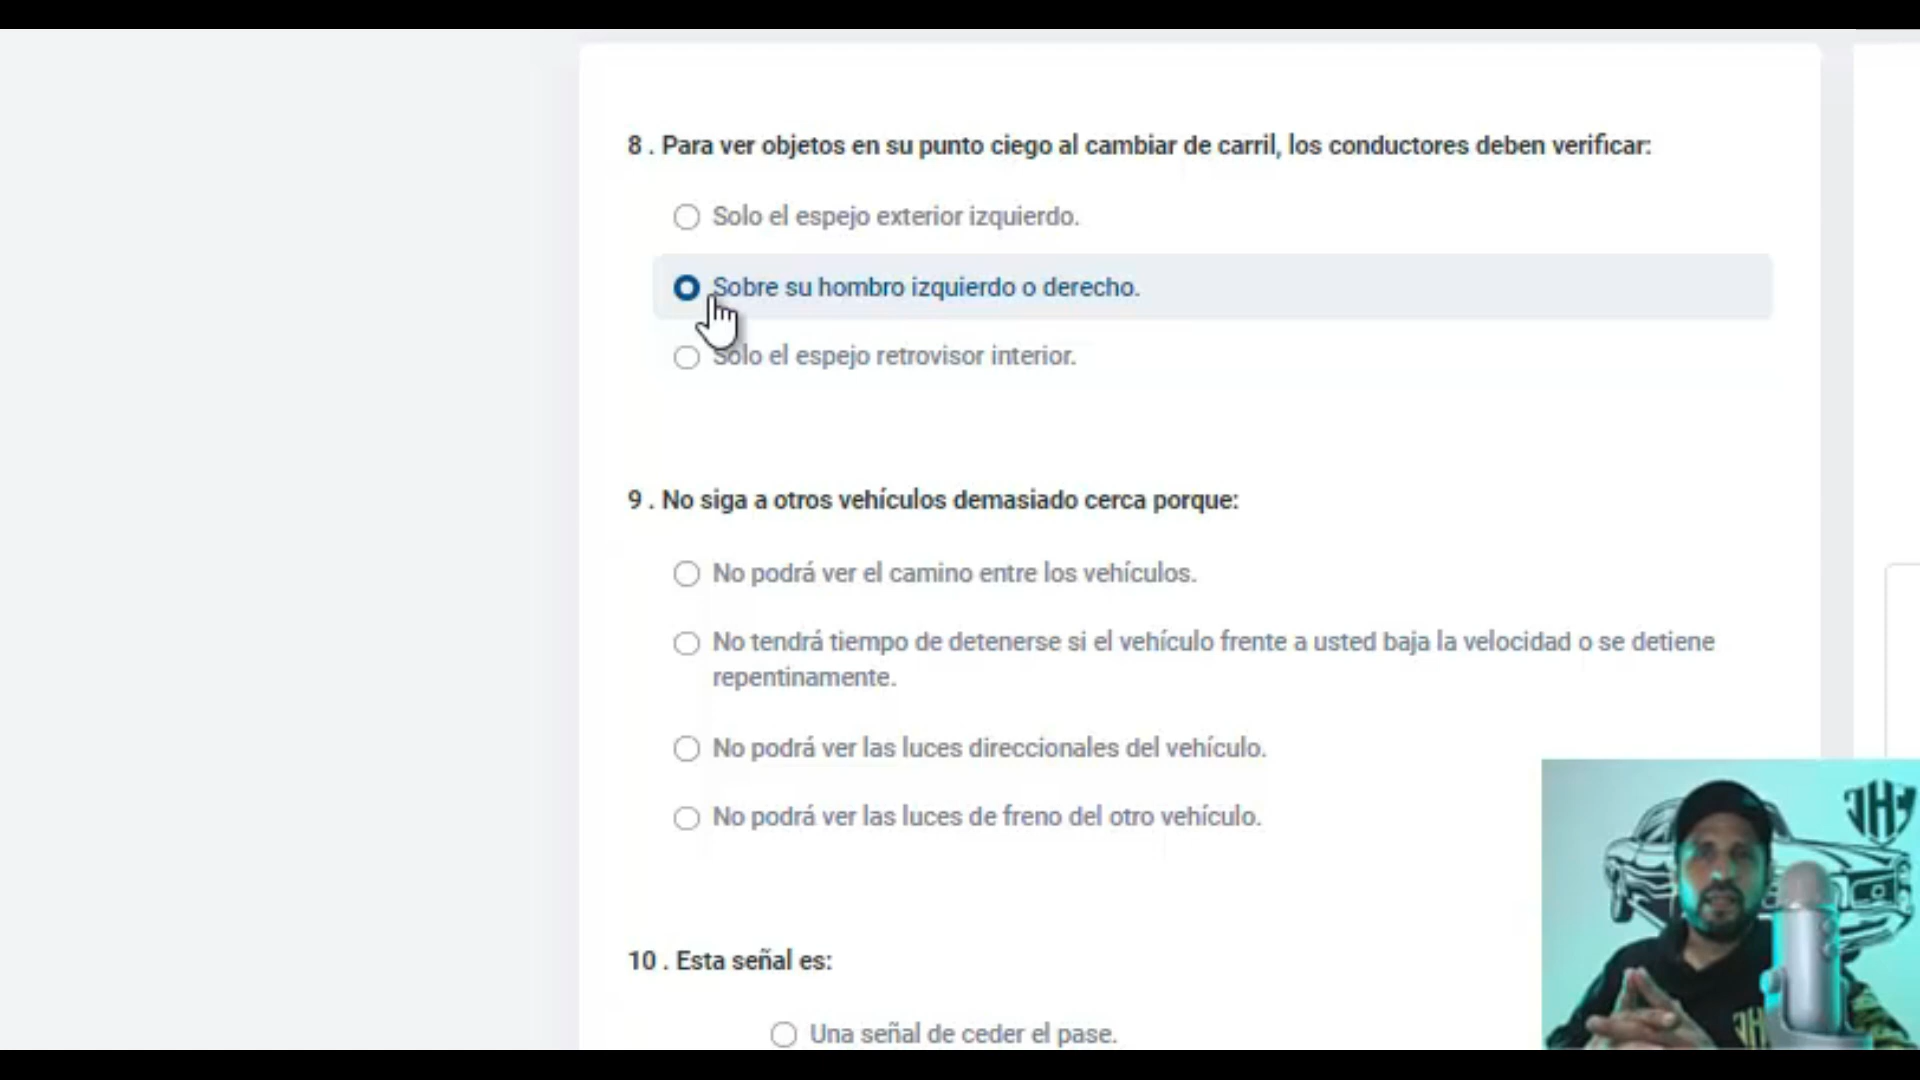 8 . Para ver objetos en su punto ciego al cambiar de carril, los conductores deben verificar:
Solo el espejo exterior izquierdo.
Sobre su hombro izquierdo o derecho.
Solo el espejo retrovisor interior.
9 . No siga a otros vehículos demasiado cerca porque:
No podrá ver el camino entre los vehículos.
No tendrá tiempo de detenerse si el vehículo frente a usted baja la velocidad o se detiene
repentinamente.
No podrá ver las luces direccionales del vehículo.
No podrá ver las luces de freno del otro vehículo.
10 . Esta señal es:
Una señal de ceder el pase.